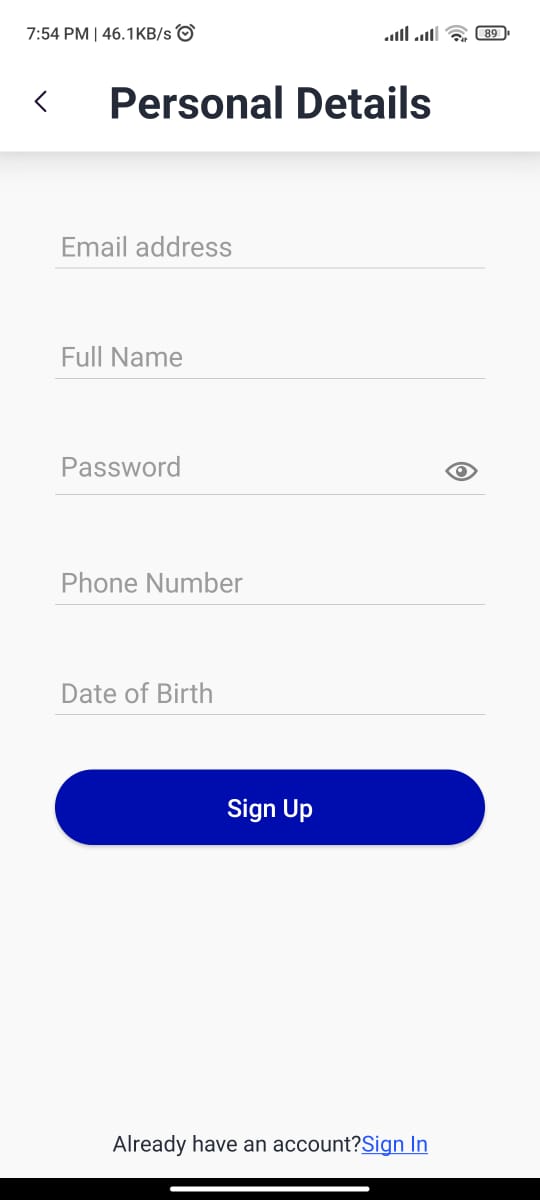 7:54 PM | 46.1KB/s
89
Personal Details
Email address
Full Name
Password
Phone Number
Date of Birth
Sign Up
Already have an account?Sign In